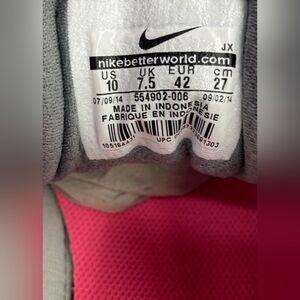 JX
nikebetterworld.com
US UK EUR cm
10 7.5 42 27
07/09/14 554902-006 09/02/14
MADE IN INDONESIA
FABRIQUE EN INDONESIE
UPC